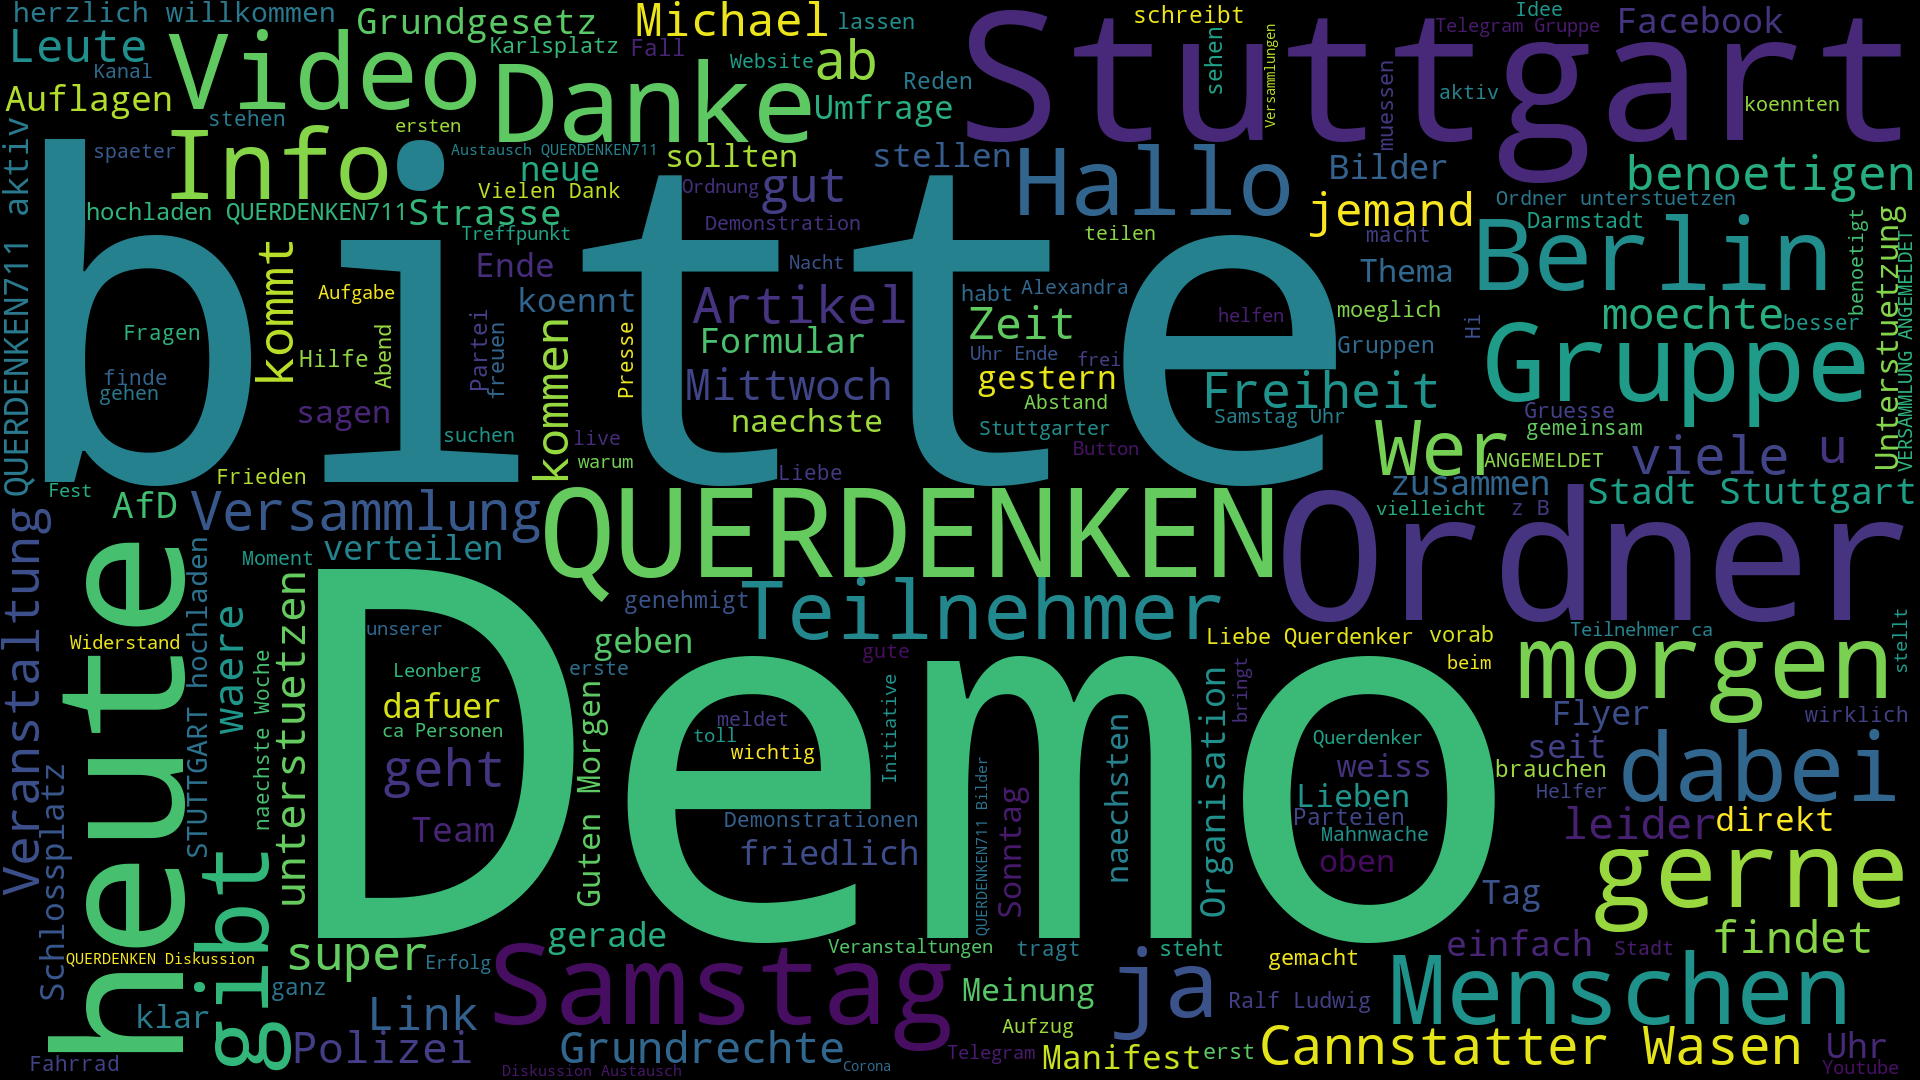 herzlich willkommen
Grundgesetz
Michael
lassen
schreibt
Idee
Telegram Gruppe
Facebook
Leute
Video
Karlsplatz
Fall
Website
ab
Stuttgart
sehen
Versammlungen
Kanal
Danke
Reden
muessen
aktiv
koennten
Auflagen
Umfrage
stehen
ersten
QUERDENKEN711 aktiv
spaeter
Info
Austausch QUERDENKEN711
neue
sollten
stellen
Hallo
Bilder
benoetigen
Vielen Dank
Ordnung
gut
jemand
Ordner unterstuetzen
hochladen QUERDENKEN711
Strasse
Demonstration
Treffpunkt
teilen
macht
Darmstadt
Berlin
benoetigt
Unterstuetzung
VERSAMMLUNG ANGEMELDET
bitte
kommt
Ende
Nacht
Thema
Aufgabe
koennt
Artikel
habt
Alexandra
moeglich
Hi
moechte
besser
Fragen
Hilfe
Abend
Partei
freuen
kommen
Presse
Formular
Zeit
helfen
Gruppen
Gruppe
finde
gehen
Mittwoch
Uhr Ende
frei
gestern
Freiheit
sagen
naechste
Abstand
Samstag Uhr
Gruesse
suchen
live
warum
Stuttgarter
Button
Wer
gemeinsam
viele
u
Frieden
Liebe
ANGEMELDET
Fest
AfD
Versammlung
QUERDENKEN
zusammen
Stadt Stuttgart
vielleicht
z B
Ordner
Veranstaltung
heute
Moment
verteilen
STUTTGART hochladen
waere
unterstuetzen
genehmigt
Teilnehmer
Widerstand
unserer
geben
gute
Liebe Querdenker
vorab
Teilnehmer ca
stellt
Leonberg
erste
beim
morgen
Demo
naechste Woche
dafuer
ca Personen
Guten Morgen
meldet
toll
wichtig
Initiative
naechsten
Organisation
bringt
Querdenker
Flyer
wirklich
geht
QUERDENKEN711 Bilder
Sonntag
weiss
seit
dabei
brauchen
Schlossplatz
Team
Lieben
Helfer
Demonstrationen
Parteien
Mahnwache
leider
direkt
friedlich
oben
gibt
gerne
Tag
super
gerade
Veranstaltungen
tragt
steht
einfach
Stadt
findet
QUERDENKEN Diskussion
Erfolg
Samstag
gemacht
ganz
Meinung
ja
Ralf Ludwig
Menschen
klar
Link
Aufzug
Polizei
Grundrechte
Telegram
Manifest
erst
Cannstatter Wasen
Uhr
Fahrrad
Corona
Diskussion Austausch
Youtube